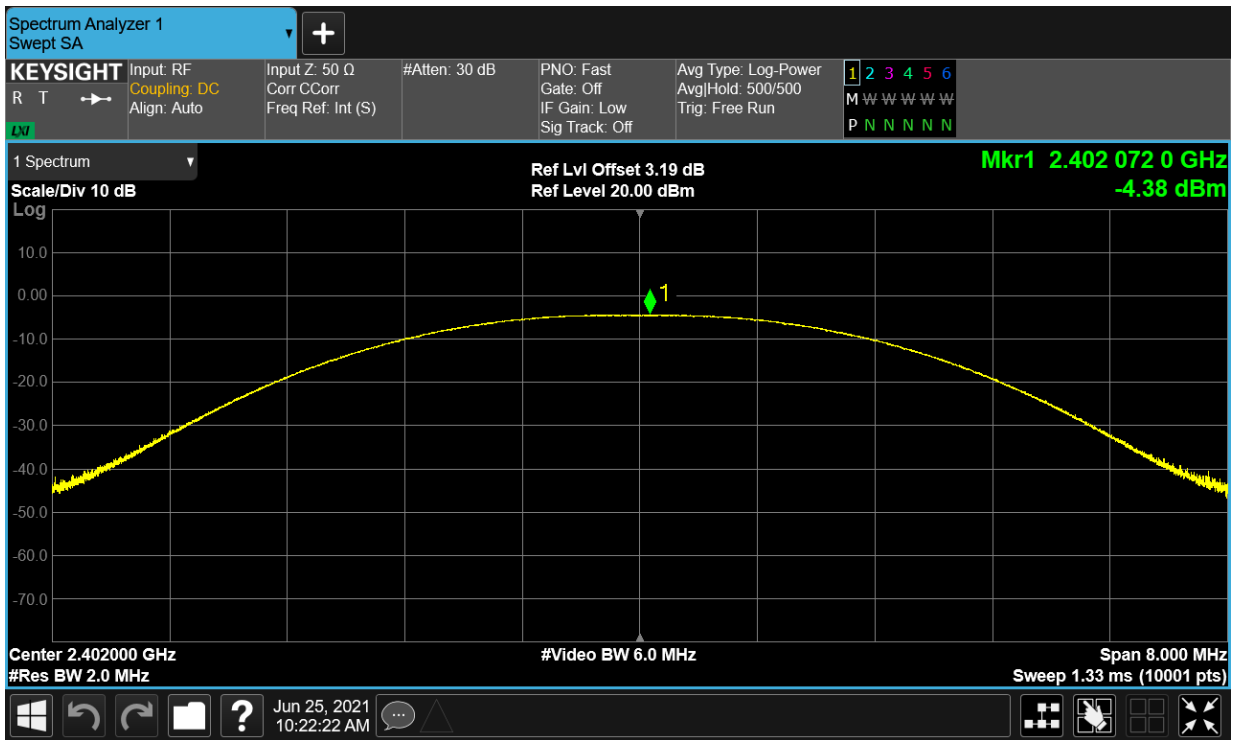 Spectrum Analyzer 1
Swept SA
KEYSIGHT
R T
LXI
Input: RF
Coupling: DC
Align: Auto
Input Z: 50 Ω
Corr CCorr
Freq Ref: Int (S)
#Atten: 30 dB
PNO: Fast
Gate: Off
IF Gain: Low
Sig Track: Off
Avg Type: Log-Power
Avg|Hold: 500/500
Trig: Free Run
1 2 3 4 5 6
M W W W W W
P N N N N N
1 Spectrum
Scale/Div 10 dB
Log
Ref Lvl Offset 3.19 dB
Ref Level 20.00 dBm
Mkr1 2.402 072 0 GHz
-4.38 dBm
10.0
0.00
1
-10.0
-20.0
-30.0
-40.0
-50.0
-60.0
-70.0
Center 2.402000 GHz
#Res BW 2.0 MHz
#Video BW 6.0 MHz
Span 8.000 MHz
Sweep 1.33 ms (10001 pts)
?
Jun 25, 2021
10:22:22 AM